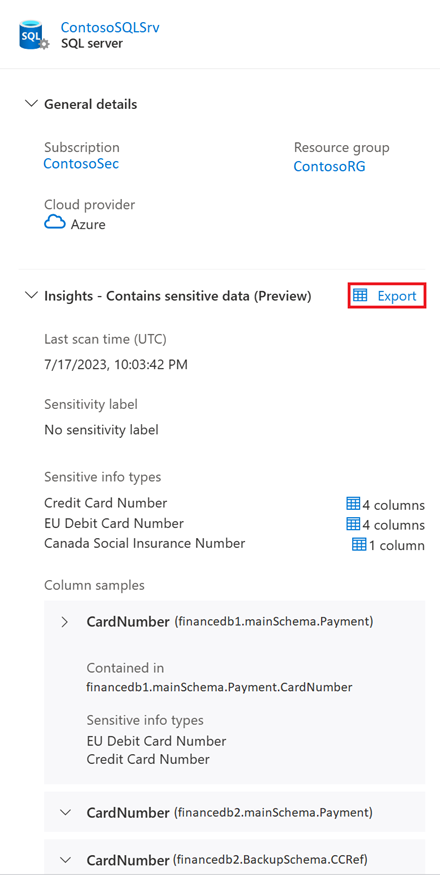 SQL
ContosoSQLSrv
SQL server
General details
Subscription
ContosoSec
Resource group
ContosoRG
Cloud provider
Azure
Insights - Contains sensitive data (Preview)
Export
Last scan time (UTC)
7/17/2023, 10:03:42 PM
Sensitivity label
No sensitivity label
Sensitive info types
Credit Card Number 4 columns
EU Debit Card Number 4 columns
Canada Social Insurance Number 1 column
Column samples
CardNumber (financedb1.mainSchema.Payment)
Contained in
financedb1.mainSchema.Payment.CardNumber
Sensitive info types
EU Debit Card Number
Credit Card Number
CardNumber (financedb2.mainSchema.Payment)
CardNumber (financedb2.BackupSchema.CCRef)